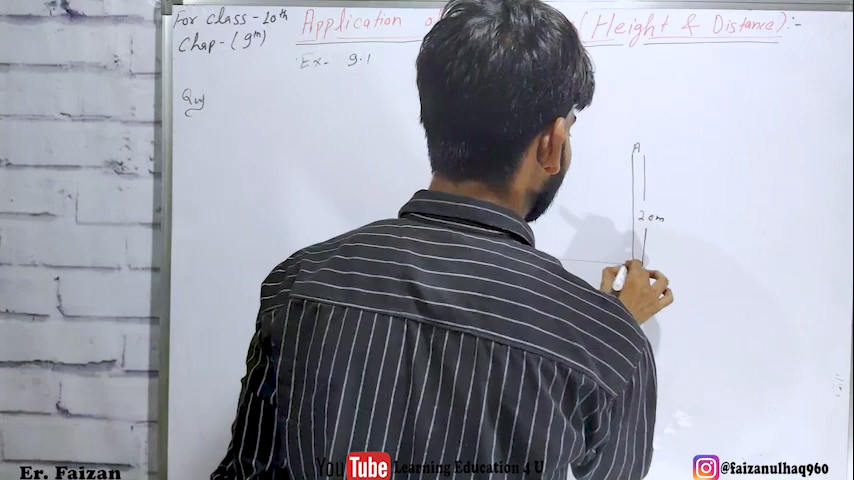 For Class - 10th
Chap - (9th)
Application o (Height & Distance) :-
Ex - 9.1
Qus
A
20m
Er. Faizan
YouTube Learning Education 4 U
@faizanulhaq960